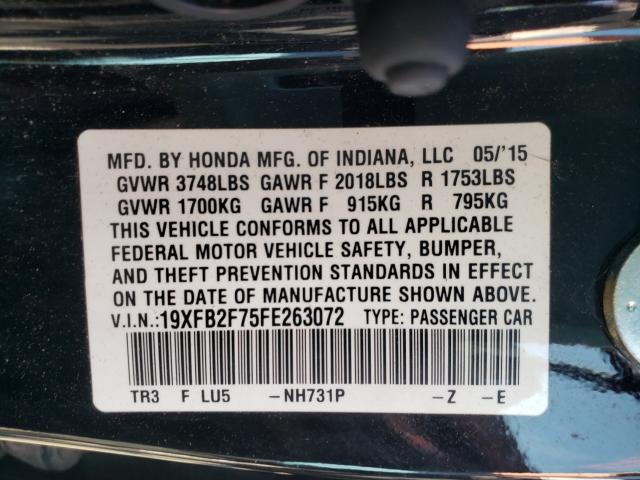 MFD. BY HONDA MFG. OF INDIANA, LLC 05/'15
GVWR 3748LBS GAWR F 2018LBS R 1753LBS
GVWR 1700KG GAWR F 915KG R 795KG
THIS VEHICLE CONFORMS TO ALL APPLICABLE
FEDERAL MOTOR VEHICLE SAFETY, BUMPER,
AND THEFT PREVENTION STANDARDS IN EFFECT
ON THE DATE OF MANUFACTURE SHOWN ABOVE.
V.I.N.:19XFB2F75FE263072 TYPE: PASSENGER CAR
TR3 F LU5 -NH731P -Z -E